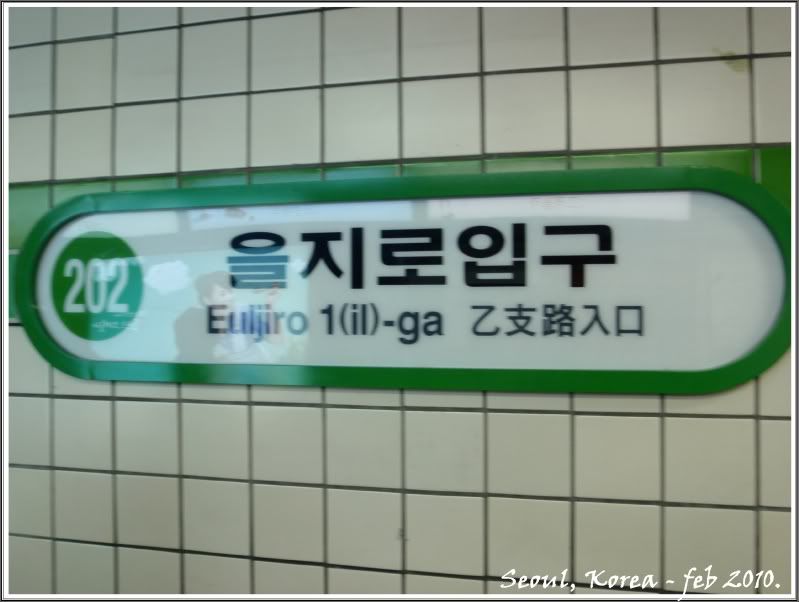 202
을지로입구
Euljiro 1(il)-ga 乙支路入口
Seoul, Korea - feb 2010.